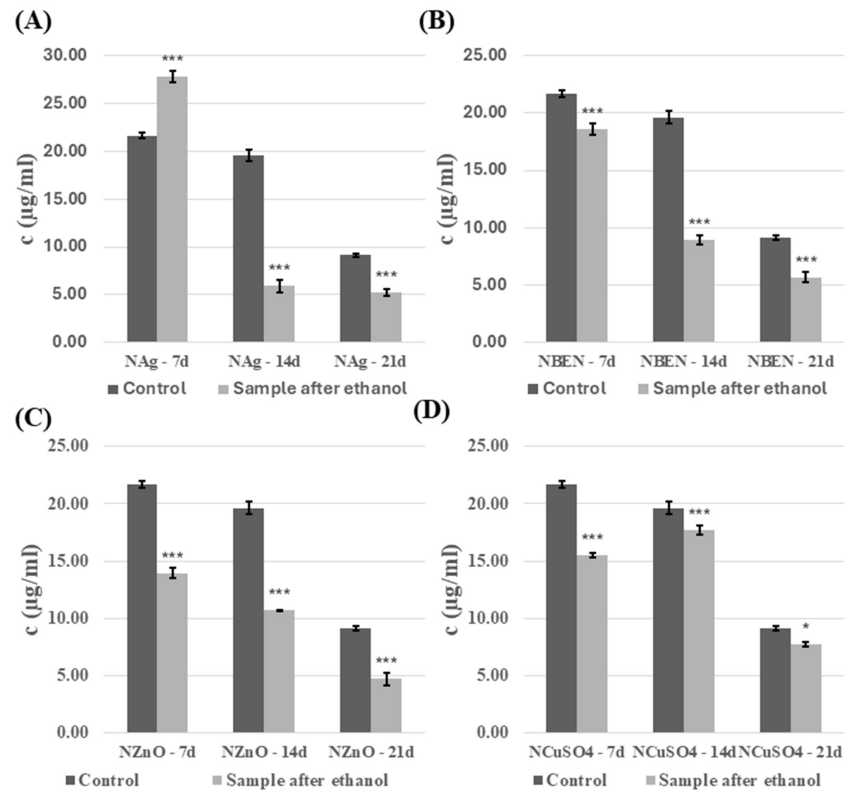 (A)
30.00
25.00
20.00
15.00
10.00
5.00
0.00
c (µg/ml)
***
***
***
NAg - 7d NAg - 14d NAg - 21d
Control Sample after ethanol
(B)
25.00
20.00
15.00
10.00
5.00
0.00
c (µg/ml)
***
***
***
NBEN - 7d NBEN - 14d NBEN - 21d
Control Sample after ethanol
(C)
25.00
20.00
15.00
10.00
5.00
0.00
c (µg/ml)
***
***
***
NZnO - 7d NZnO - 14d NZnO - 21d
Control Sample after ethanol
(D)
25.00
20.00
15.00
10.00
5.00
0.00
c (µg/ml)
***
***
*
NCuSO4 - 7d NCuSO4 - 14d NCuSO4 - 21d
Control Sample after ethanol